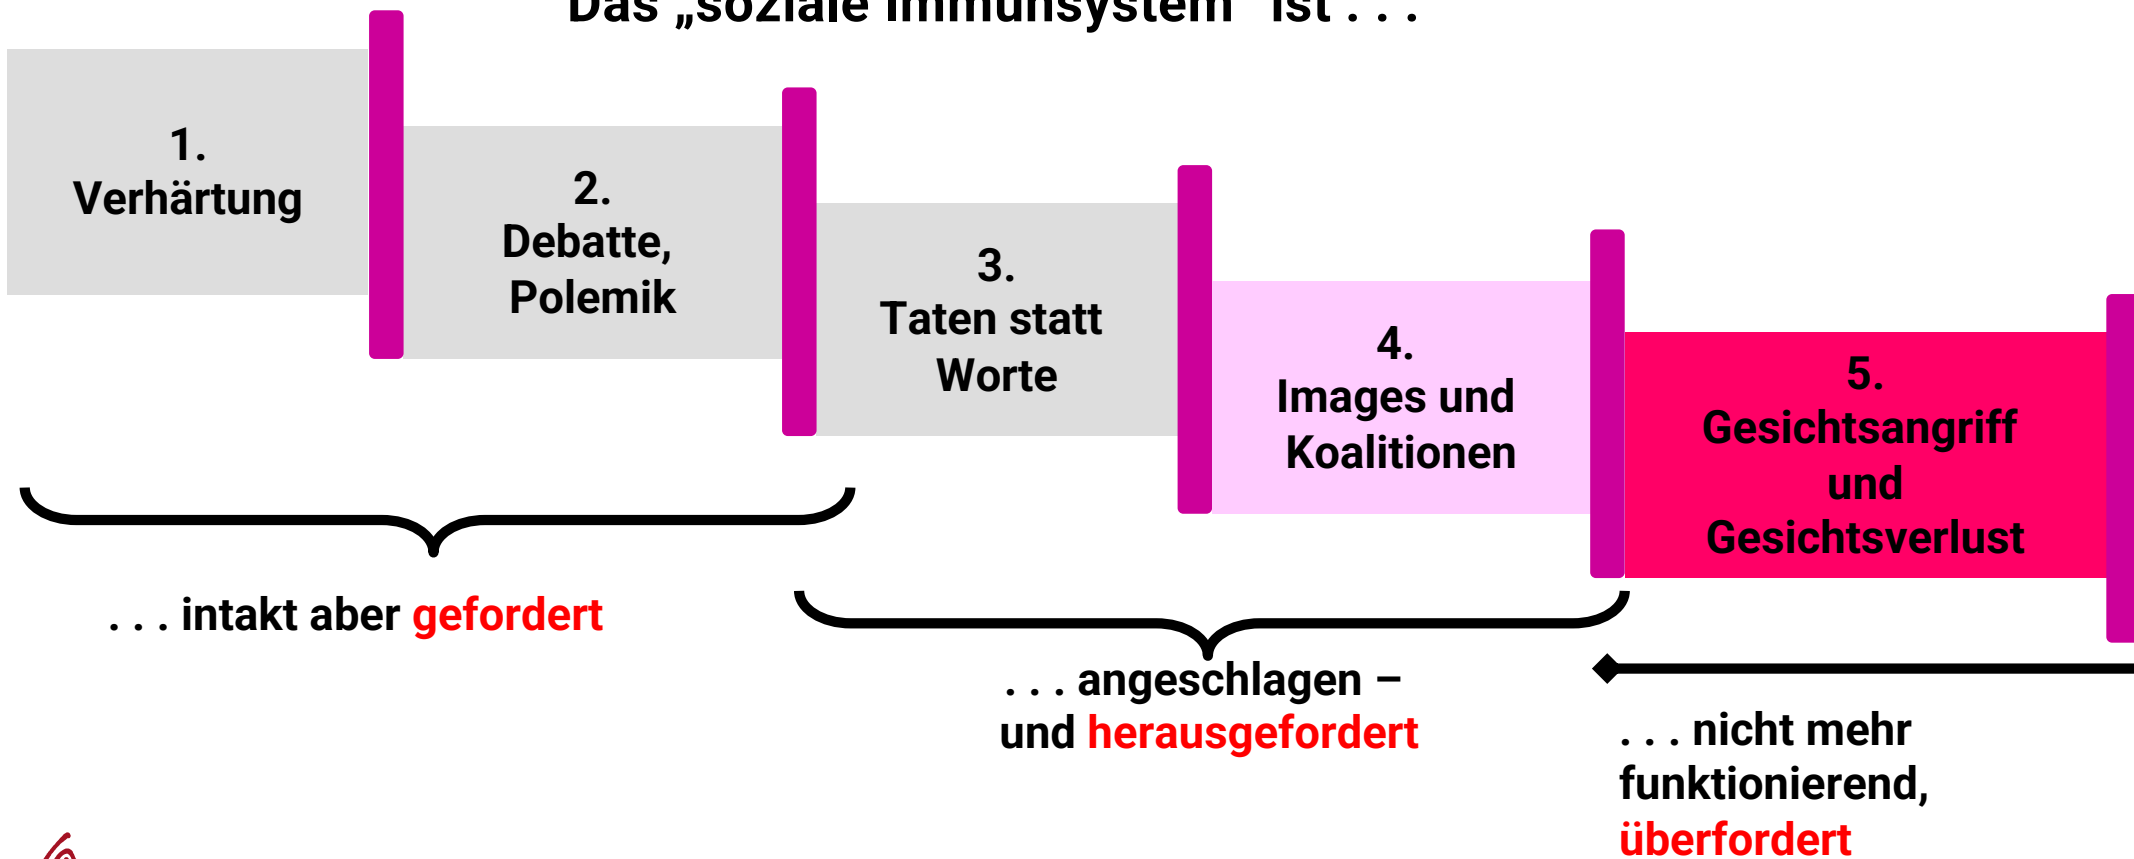 Das „soziale Immunsystem“ ist . . .
1.
Verhärtung
2.
Debatte,
Polemik
3.
Taten statt
Worte
4.
Images und
Koalitionen
5.
Gesichtsangriff
und
Gesichtsverlust
. . . intakt aber gefordert
. . . angeschlagen –
und herausgefordert
. . . nicht mehr
funktionierend,
überfordert